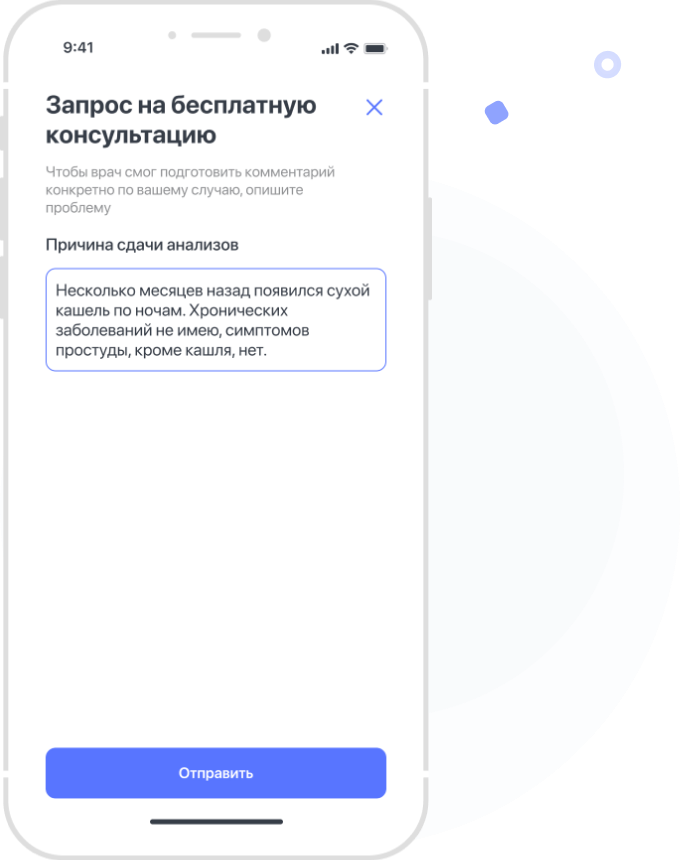 9:41
Запрос на бесплатную
консультацию
Чтобы врач смог подготовить комментарий
конкретно по вашему случаю, опишите
проблему
Причина сдачи анализов
Несколько месяцев назад появился сухой
кашель по ночам. Хронических
заболеваний не имею, симптомов
простуды, кроме кашля, нет.
Отправить